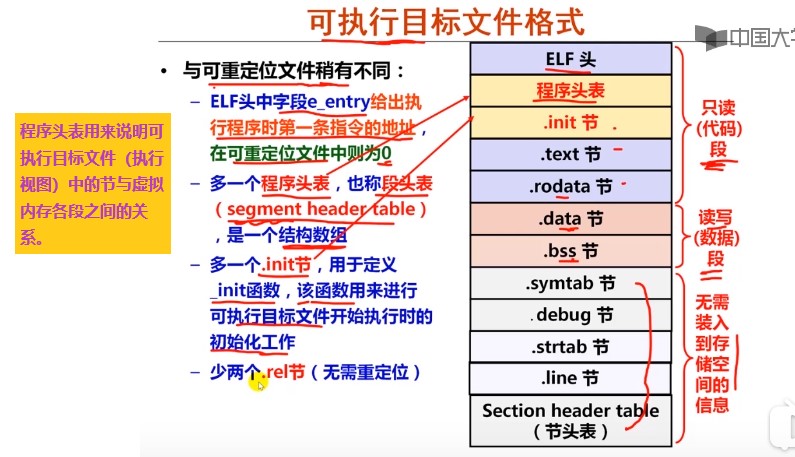 可执行目标文件格式
中国大学
程序头表用来说明可
执行目标文件（执行
视图）中的节与虚拟
内存各段之间的关
系。
• 与可重定位文件稍有不同：
– ELF头中字段e_entry给出执
行程序时第一条指令的地址，
在可重定位文件中则为0
– 多一个程序头表，也称段头表
（segment header table）
，是一个结构数组
– 多一个.init节，用于定义
_init函数，该函数用来进行
可执行目标文件开始执行时的
初始化工作
– 少两个.rel节（无需重定位）
ELF 头
程序头表
.init 节
.text 节
.rodata 节
.data 节
.bss 节
.symtab 节
.debug 节
.strtab 节
.line 节
Section header table
（节头表）
只读
(代码)
段
读写
(数据)
段
无需
装入
到存
储空
间的
信息